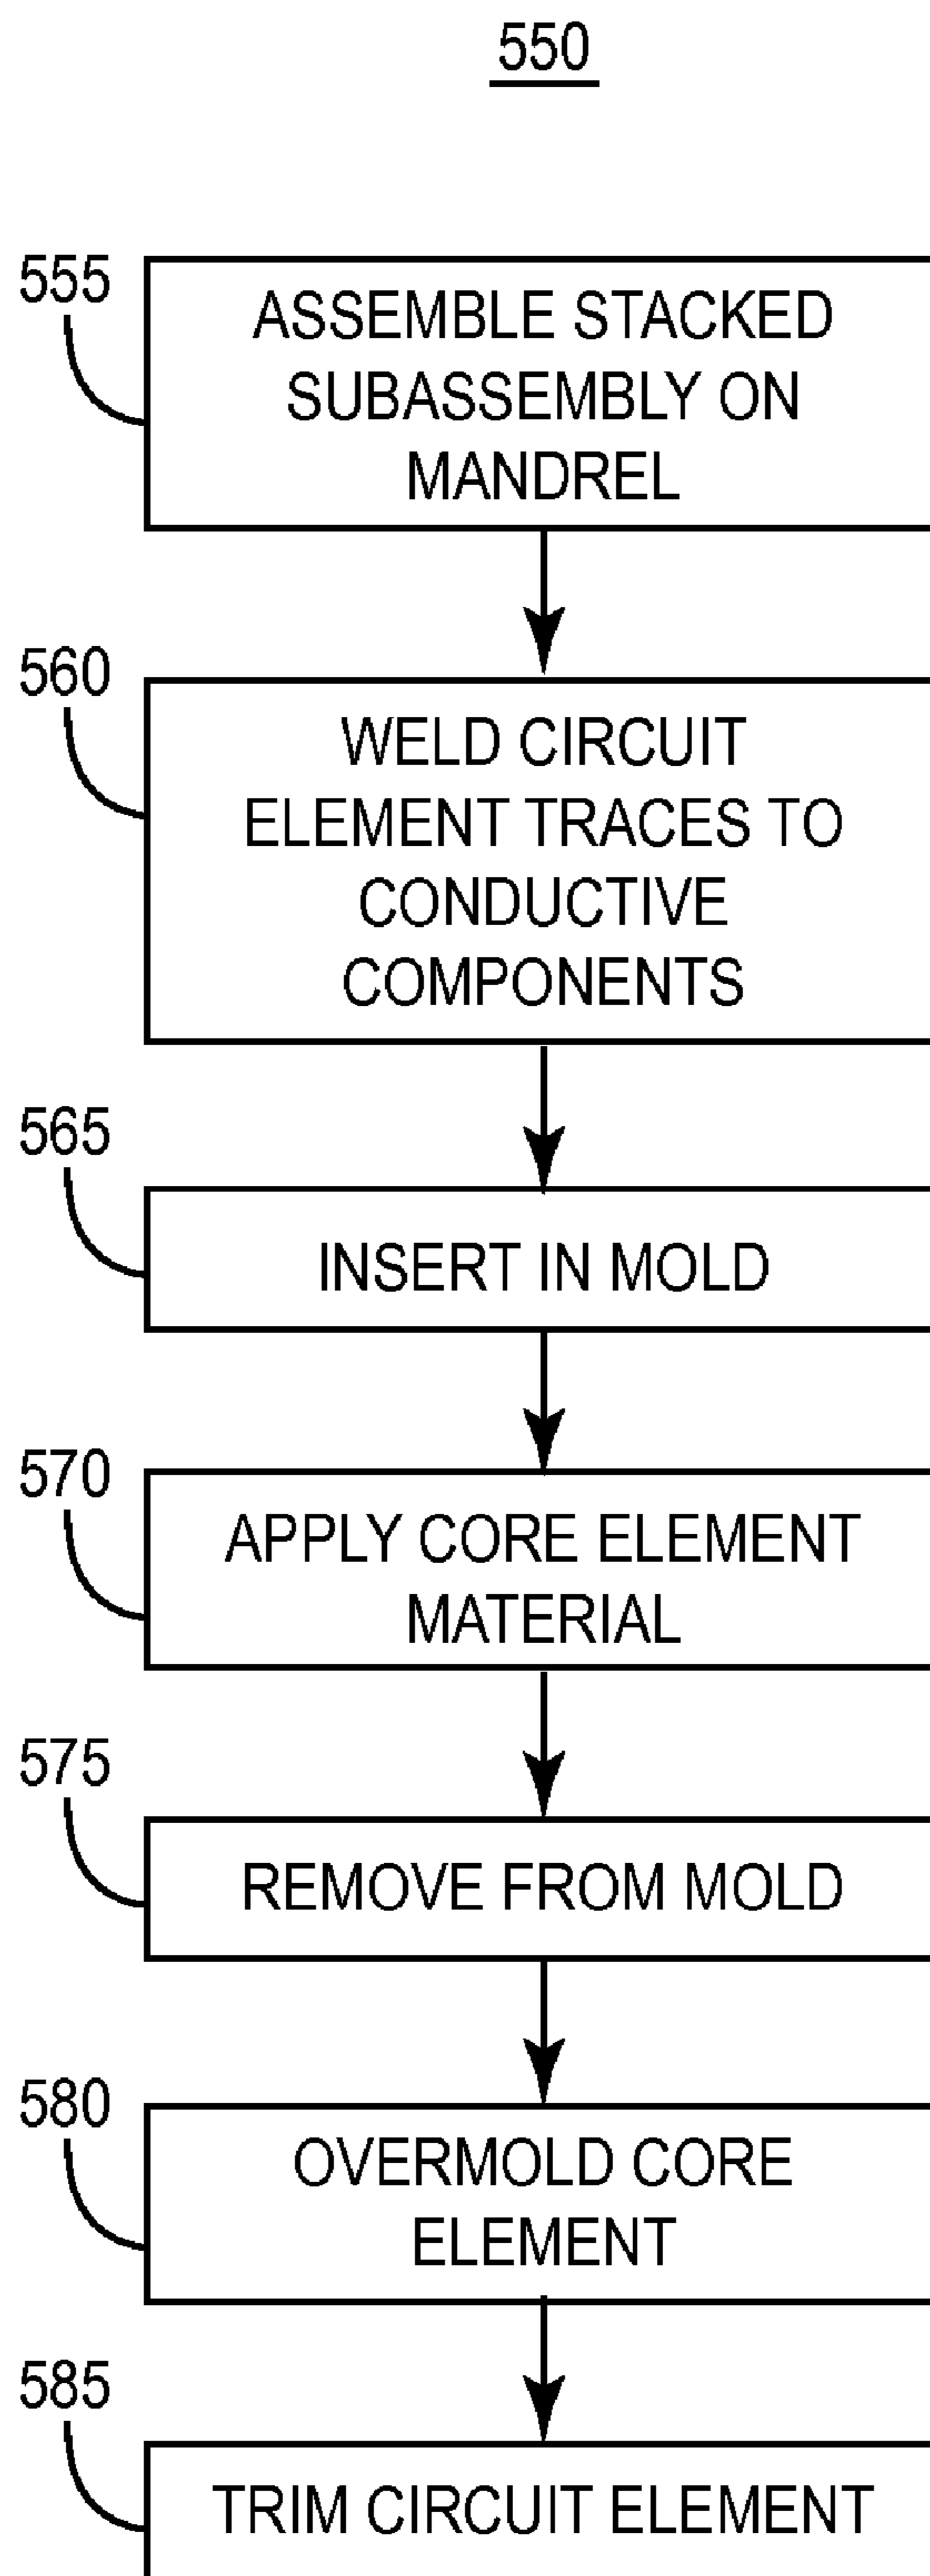 550
555
ASSEMBLE STACKED
SUBASSEMBLY ON
MANDREL
560
WELD CIRCUIT
ELEMENT TRACES TO
CONDUCTIVE
COMPONENTS
565
INSERT IN MOLD
570
APPLY CORE ELEMENT
MATERIAL
575
REMOVE FROM MOLD
580
OVERMOLD CORE
ELEMENT
585
TRIM CIRCUIT ELEMENT